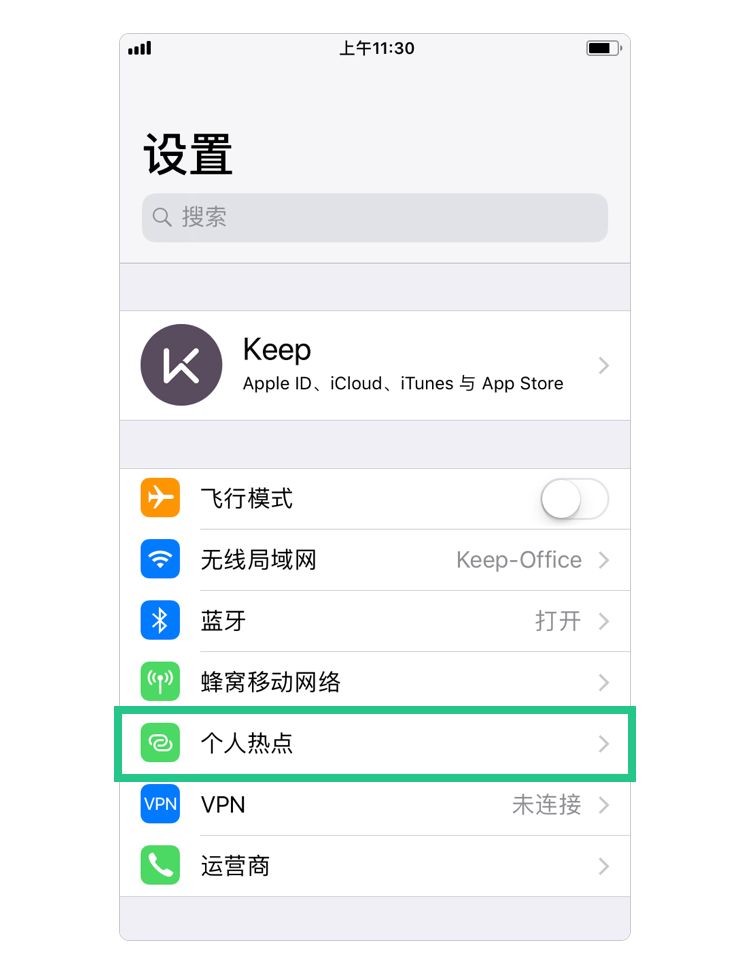 上午11:30
设置
搜索
Keep
Apple ID、iCloud、iTunes 与 App Store
飞行模式
无线局域网 Keep-Office
蓝牙 打开
蜂窝移动网络
个人热点
VPN VPN 未连接
运营商